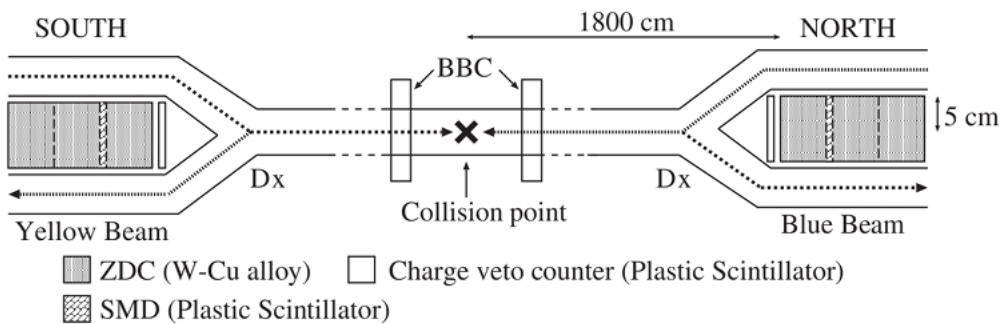 SOUTH
1800 cm
NORTH
BBC
5 cm
Dx
Dx
Collision point
Yellow Beam
Blue Beam
ZDC (W-Cu alloy)
Charge veto counter (Plastic Scintillator)
SMD (Plastic Scintillator)